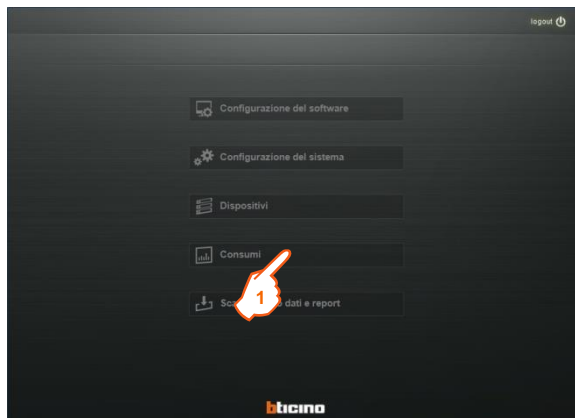 logout
Configurazione del software
Configurazione del sistema
Dispositivi
Consumi
1
dati e report
bticino